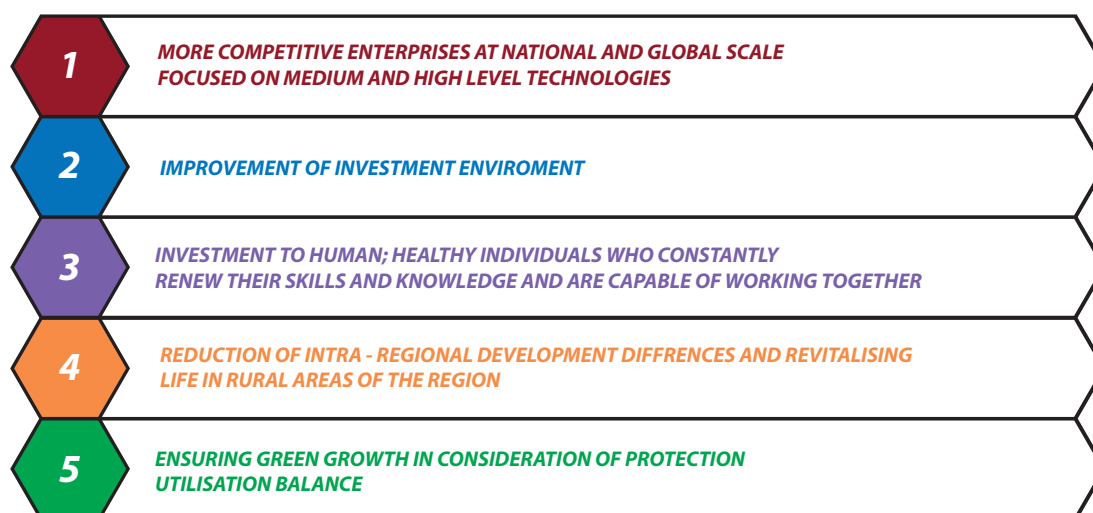 1
MORE COMPETITIVE ENTERPRISES AT NATIONAL AND GLOBAL SCALE
FOCUSED ON MEDIUM AND HIGH LEVEL TECHNOLOGIES
2
IMPROVEMENT OF INVESTMENT ENVIROMENT
3
INVESTMENT TO HUMAN; HEALTHY INDIVIDUALS WHO CONSTANTLY
RENEW THEIR SKILLS AND KNOWLEDGE AND ARE CAPABLE OF WORKING TOGETHER
4
REDUCTION OF INTRA - REGIONAL DEVELOPMENT DIFFRENCES AND REVITALISING
LIFE IN RURAL AREAS OF THE REGION
5
ENSURING GREEN GROWTH IN CONSIDERATION OF PROTECTION
UTILISATION BALANCE